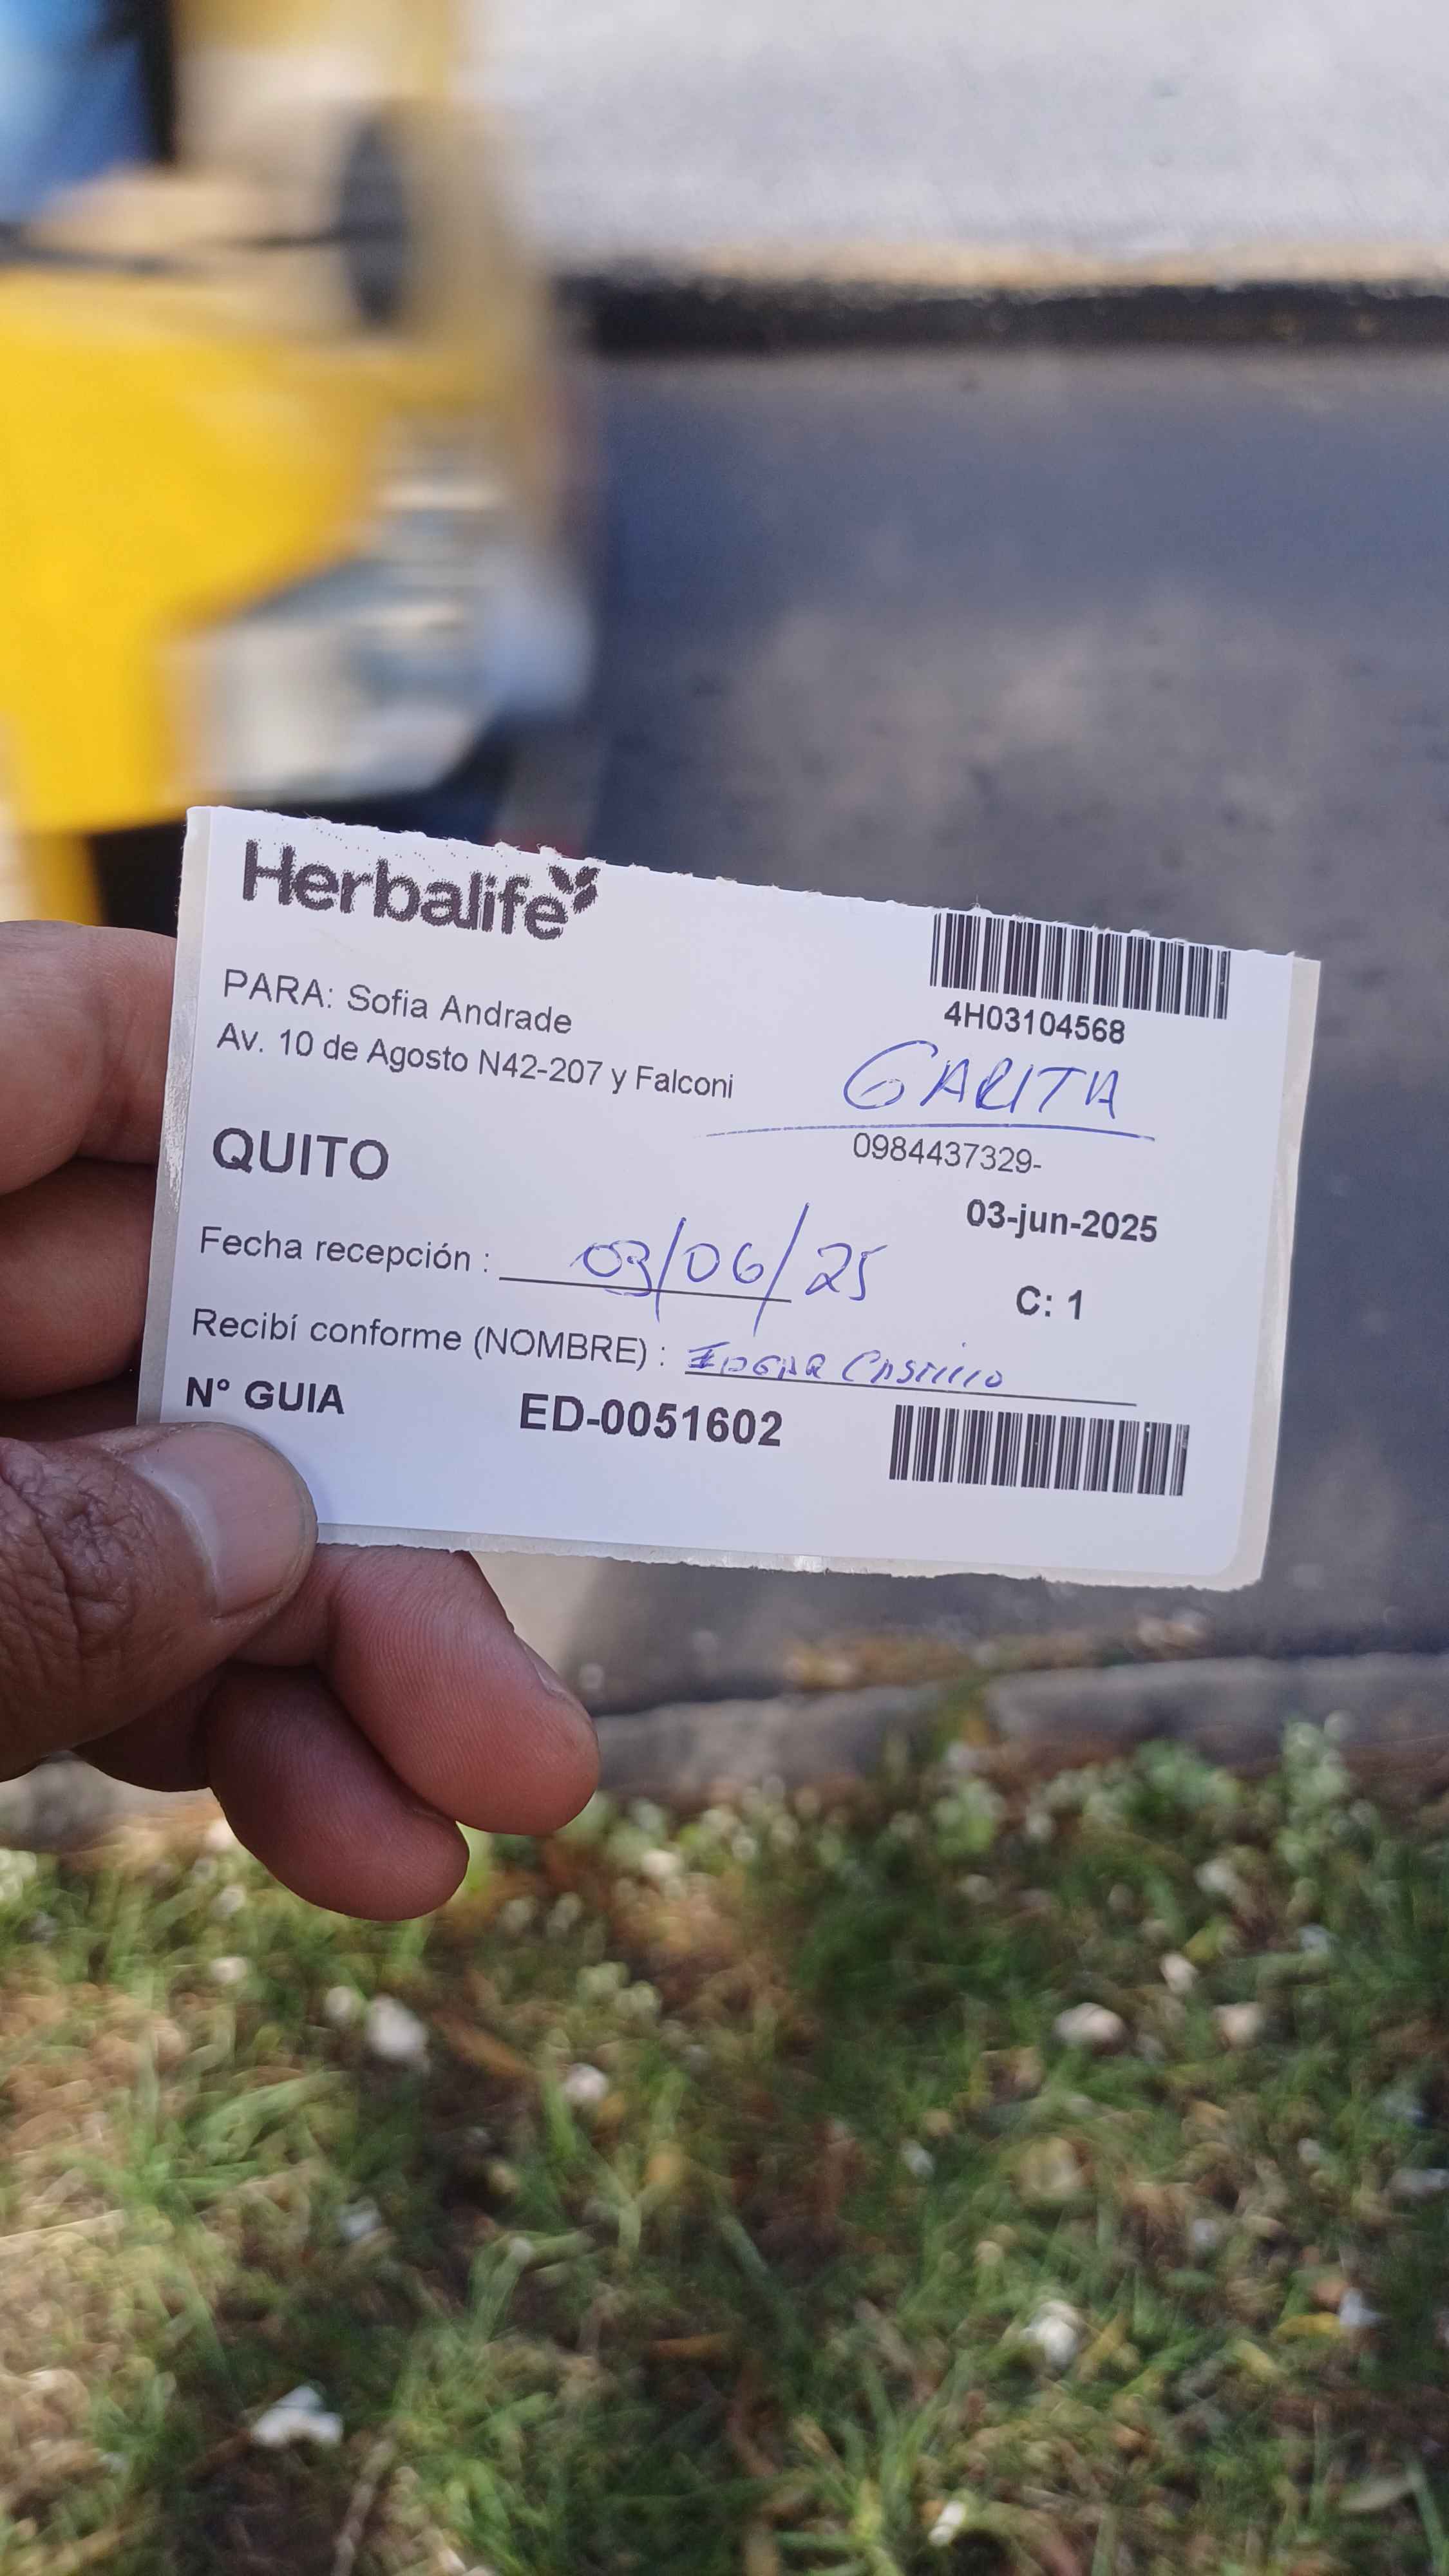 Herbalife
4H03104568
PARA: Sofia Andrade
Av. 10 de Agosto N42-207 y Falconi
GARITA
QUITO
0984437329-
03-jun-2025
Fecha recepción : 03/06/25
C: 1
Recibí conforme (NOMBRE) : EDGAR CASTILLO
N° GUIA ED-0051602